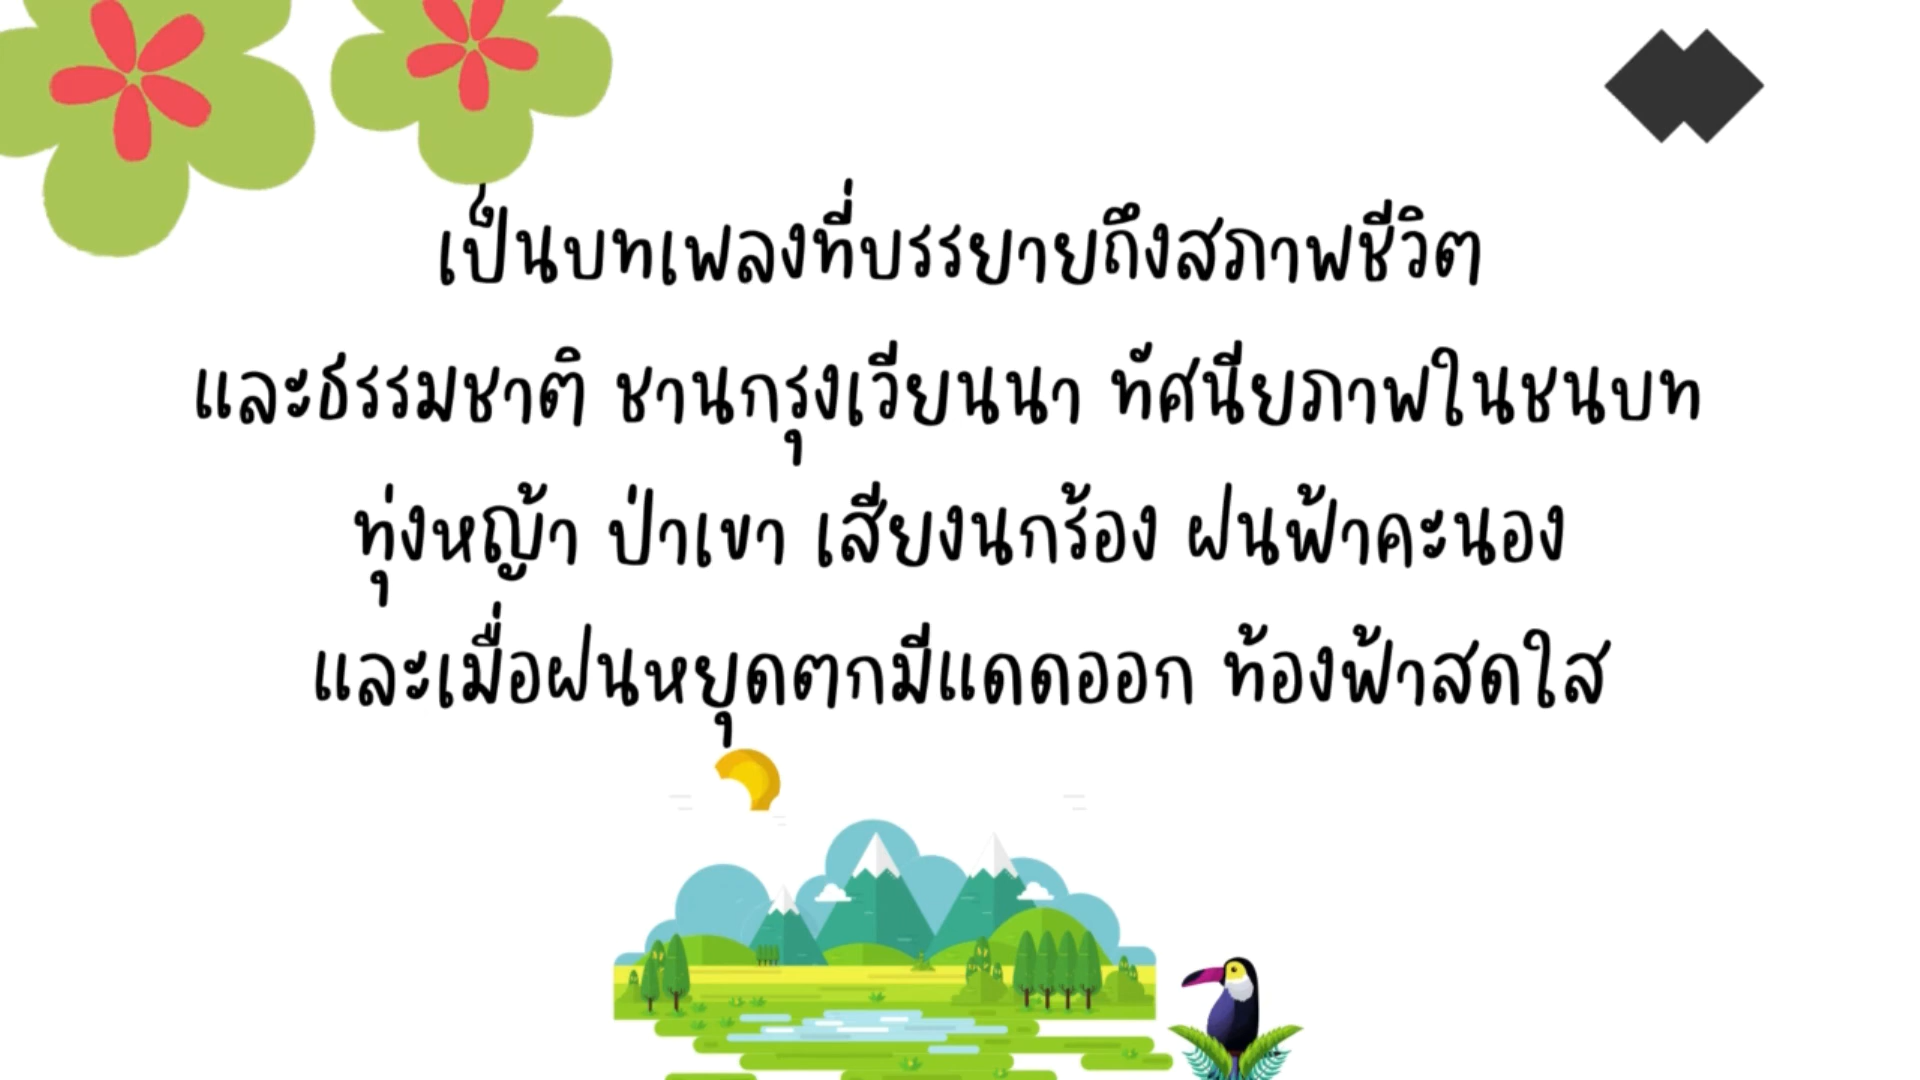 เป็นบทเพลงที่บรรยายถึงสภาพชีวิต
และธรรมชาติ ชานกรุงเวียนนา ทัศนียภาพในชนบท
ทุ่งหญ้า ป่าเขา เสียงนกร้อง ฝนฟ้าคะนอง
และเมื่อฝนหยุดตกมีแดดออก ท้องฟ้าสดใส